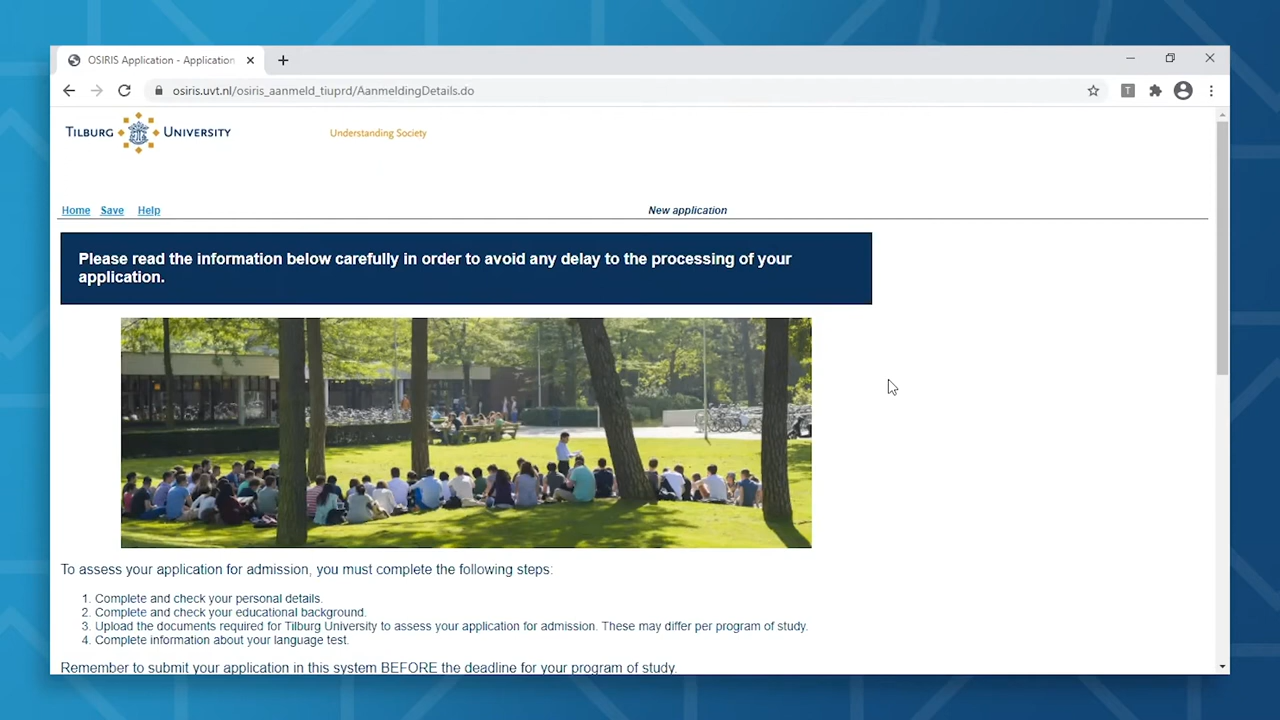 OSIRIS Application - Application
osiris.uvt.nl/osiris_aanmeld_tiuprd/AanmeldingDetails.do
T
TILBURG UNIVERSITY
Understanding Society
Home Save Help
New application
Please read the information below carefully in order to avoid any delay to the processing of your
application.
To assess your application for admission, you must complete the following steps:
1. Complete and check your personal details.
2. Complete and check your educational background.
3. Upload the documents required for Tilburg University to assess your application for admission. These may differ per program of study.
4. Complete information about your language test.
Remember to submit your application in this system BEFORE the deadline for your program of study.